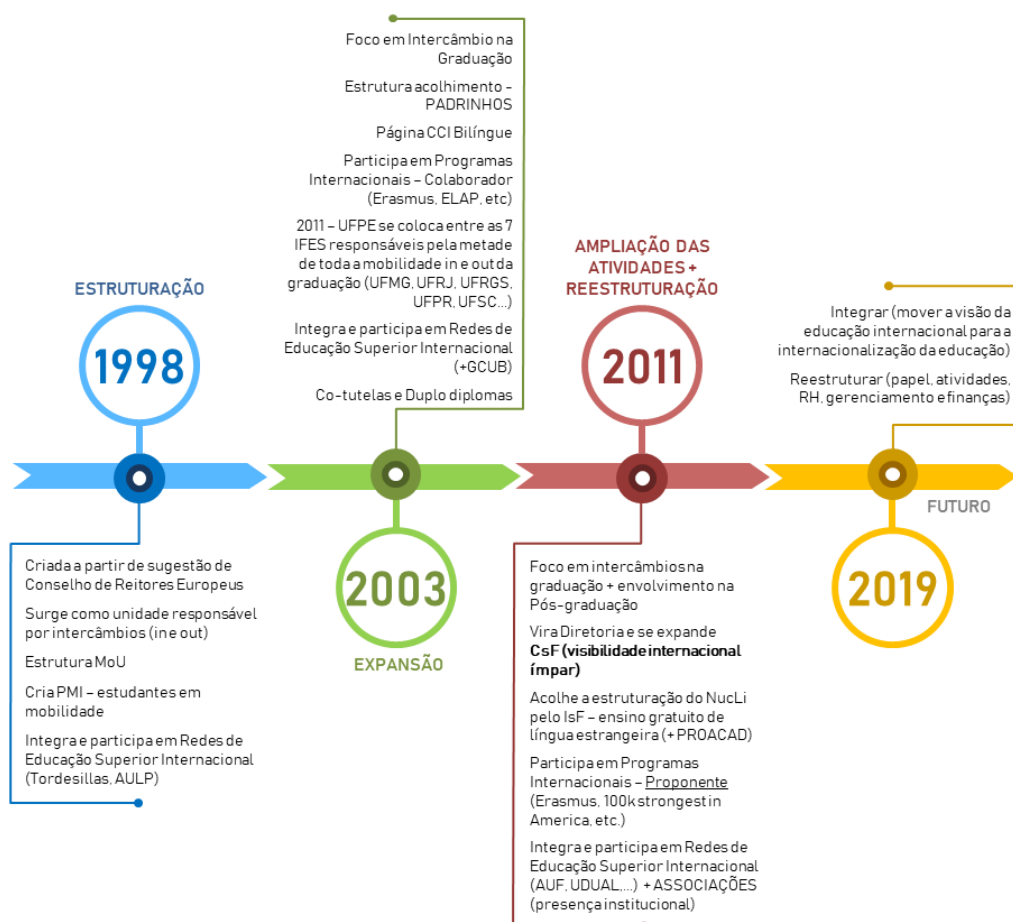 ESTRUTURAÇÃO
1998
Criada a partir de sugestão de
Conselho de Reitores Europeus
Surge como unidade responsável
por intercâmbios (in e out)
Estrutura MoU
Cria PMI – estudantes em
mobilidade
Integra e participa em Redes de
Educação Superior Internacional
(Tordesillas, AULP)
Foco em Intercâmbio na
Graduação
Estrutura acolhimento -
PADRINHOS
Página CCI Bilíngue
Participa em Programas
Internacionais – Colaborador
(Erasmus, ELAP, etc)
2011 – UFPE se coloca entre as 7
IFES responsáveis pela metade
de toda a mobilidade in e out da
graduação (UFMG, UFRJ, UFRGS,
UFPR, UFSC...)
Integra e participa em Redes de
Educação Superior Internacional
(+GCUB)
Co-tutelas e Duplo diplomas
2003
EXPANSÃO
AMPLIAÇÃO DAS
ATIVIDADES +
REESTRUTURAÇÃO
2011
Foco em intercâmbios na
graduação + envolvimento na
Pós-graduação
Vira Diretoria e se expande
CsF (visibilidade internacional
ímpar)
Acolhe a estruturação do NucLi
pelo IsF – ensino gratuito de
língua estrangeira (+ PROACAD)
Participa em Programas
Internacionais – Proponente
(Erasmus, 100k strongest in
America, etc.)
Integra e participa em Redes de
Educação Superior Internacional
(AUF, UDUAL,...) + ASSOCIAÇÕES
(presença institucional)
Integrar (mover a visão da
educação internacional para a
internacionalização da educação)
Reestruturar (papel, atividades,
RH, gerenciamento e finanças)
FUTURO
2019